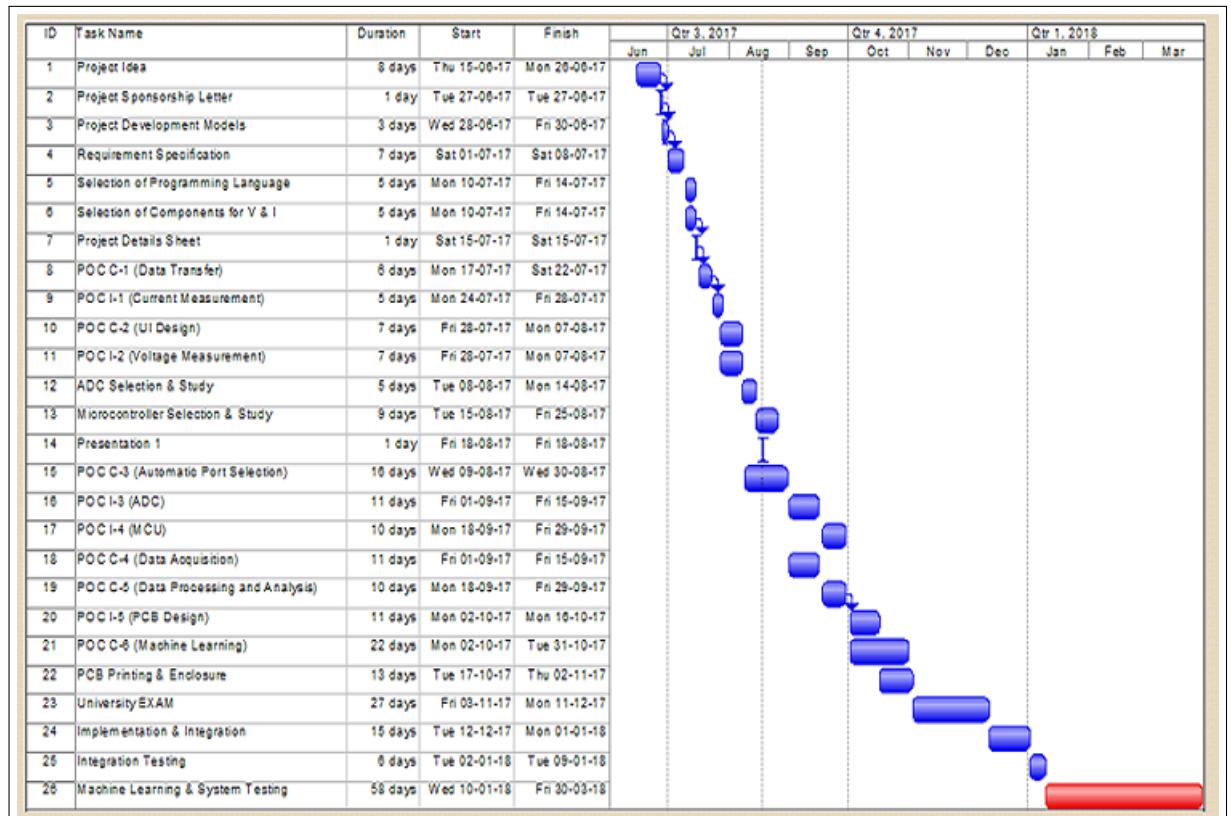 ID Task Name Duration Start Finish Qtr 3, 2017 Qtr 4, 2017 Qtr 1, 2018
Jun Jul Aug Sep Oct Nov Dec Jan Feb Mar
1 Project Idea 8 days Thu 15-06-17 Mon 26-06-17
2 Project Sponsorship Letter 1 day Tue 27-06-17 Tue 27-06-17
3 Project Development Models 3 days Wed 28-06-17 Fri 30-06-17
4 Requirement Specification 7 days Sat 01-07-17 Sat 08-07-17
5 Selection of Programming Language 5 days Mon 10-07-17 Fri 14-07-17
6 Selection of Components for V & I 5 days Mon 10-07-17 Fri 14-07-17
7 Project Details Sheet 1 day Sat 15-07-17 Sat 15-07-17
8 POC C-1 (Data Transfer) 6 days Mon 17-07-17 Sat 22-07-17
9 POC I-1 (Current Measurement) 5 days Mon 24-07-17 Fri 28-07-17
10 POC C-2 (UI Design) 7 days Fri 28-07-17 Mon 07-08-17
11 POC I-2 (Voltage Measurement) 7 days Fri 28-07-17 Mon 07-08-17
12 ADC Selection & Study 5 days Tue 08-08-17 Mon 14-08-17
13 Microcontroller Selection & Study 9 days Tue 15-08-17 Fri 25-08-17
14 Presentation 1 1 day Fri 18-08-17 Fri 18-08-17
15 POC C-3 (Automatic Port Selection) 16 days Wed 09-08-17 Wed 30-08-17
16 POC I-3 (ADC) 11 days Fri 01-09-17 Fri 15-09-17
17 POC I-4 (MCU) 10 days Mon 18-09-17 Fri 29-09-17
18 POC C-4 (Data Acquisition) 11 days Fri 01-09-17 Fri 15-09-17
19 POC C-5 (Data Processing and Analysis) 10 days Mon 18-09-17 Fri 29-09-17
20 POC I-5 (PCB Design) 11 days Mon 02-10-17 Mon 16-10-17
21 POC C-6 (Machine Learning) 22 days Mon 02-10-17 Tue 31-10-17
22 PCB Printing & Enclosure 13 days Tue 17-10-17 Thu 02-11-17
23 University EXAM 27 days Fri 03-11-17 Mon 11-12-17
24 Implementation & Integration 15 days Tue 12-12-17 Mon 01-01-18
25 Integration Testing 6 days Tue 02-01-18 Tue 09-01-18
26 Machine Learning & System Testing 58 days Wed 10-01-18 Fri 30-03-18